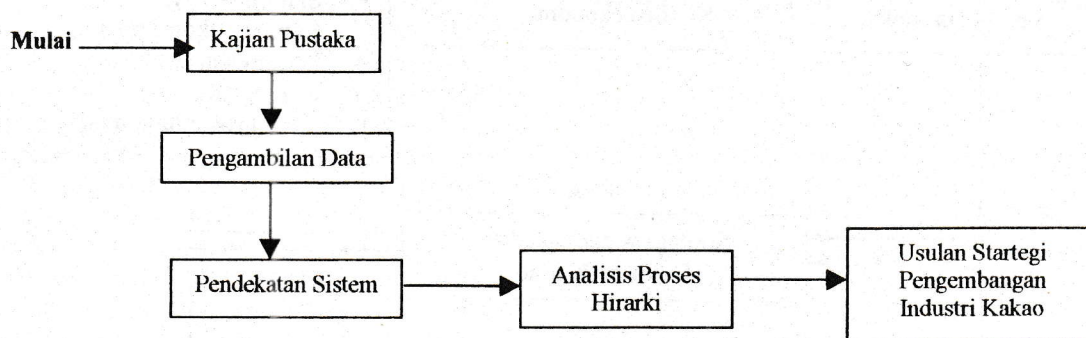 Mulai
Kajian Pustaka
Pengambilan Data
Pendekatan Sistem
Analisis Proses
Hirarki
Usulan Startegi
Pengembangan
Industri Kakao